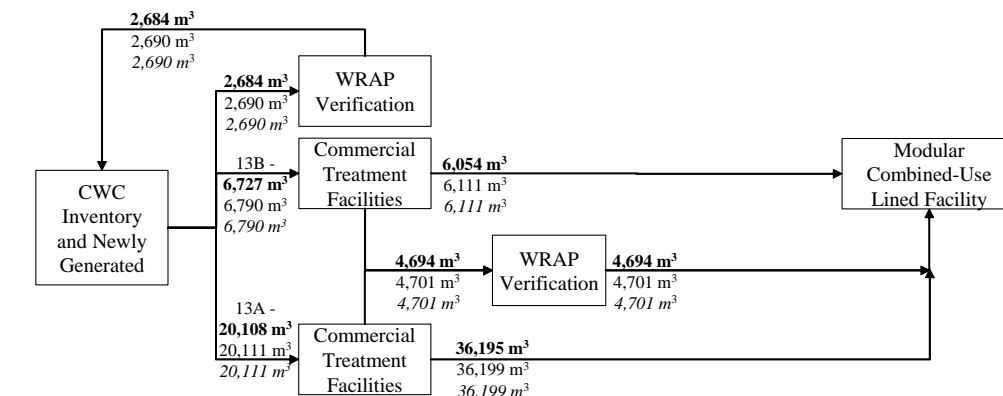 2,684 m³
2,690 m³
2,690 m³
WRAP
Verification
2,684 m³
2,690 m³
2,690 m³
CWC
Inventory
and Newly
Generated
13B -
6,727 m³
6,790 m³
6,790 m³
Commercial
Treatment
Facilities
6,054 m³
6,111 m³
6,111 m³
Modular
Combined-Use
Lined Facility
4,694 m³
4,701 m³
4,701 m³
WRAP
Verification
4,694 m³
4,701 m³
4,701 m³
13A -
20,108 m³
20,111 m³
20,111 m³
Commercial
Treatment
Facilities
36,195 m³
36,199 m³
36,199 m³